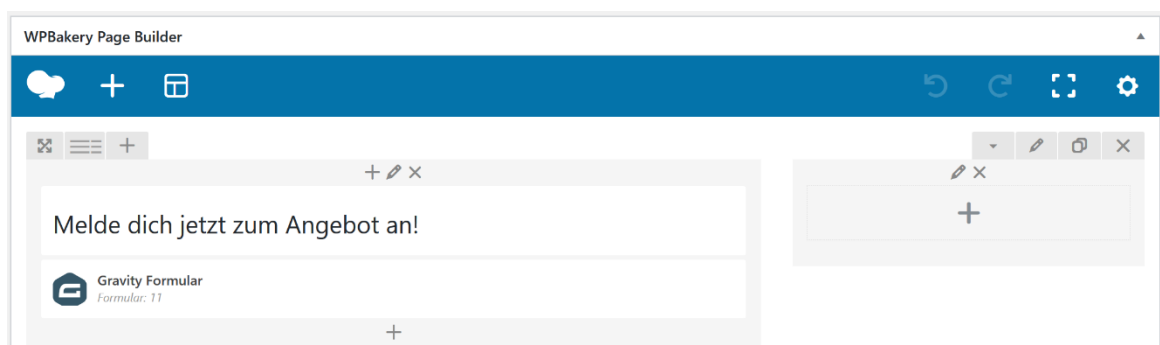 WPBakery Page Builder
Melde dich jetzt zum Angebot an!
Gravity Formular
Formular: 11